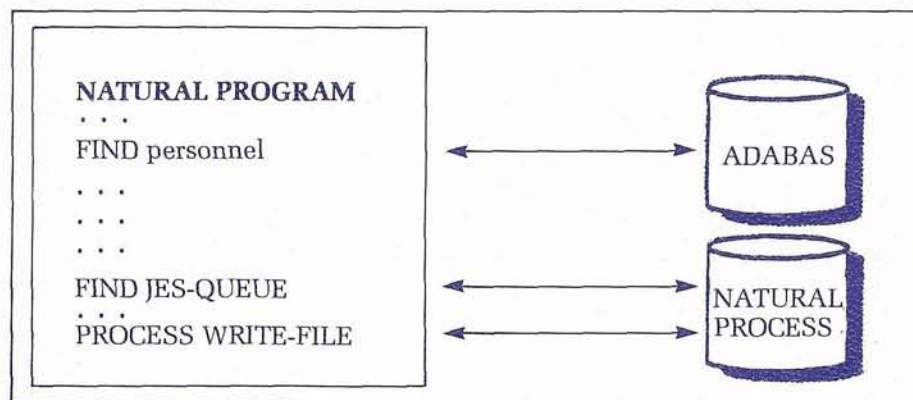 NATURAL PROGRAM
. . .
FIND personnel
. . .
. . .
. . .
FIND JES-QUEUE
. . .
PROCESS WRITE-FILE
ADABAS
NATURAL
PROCESS